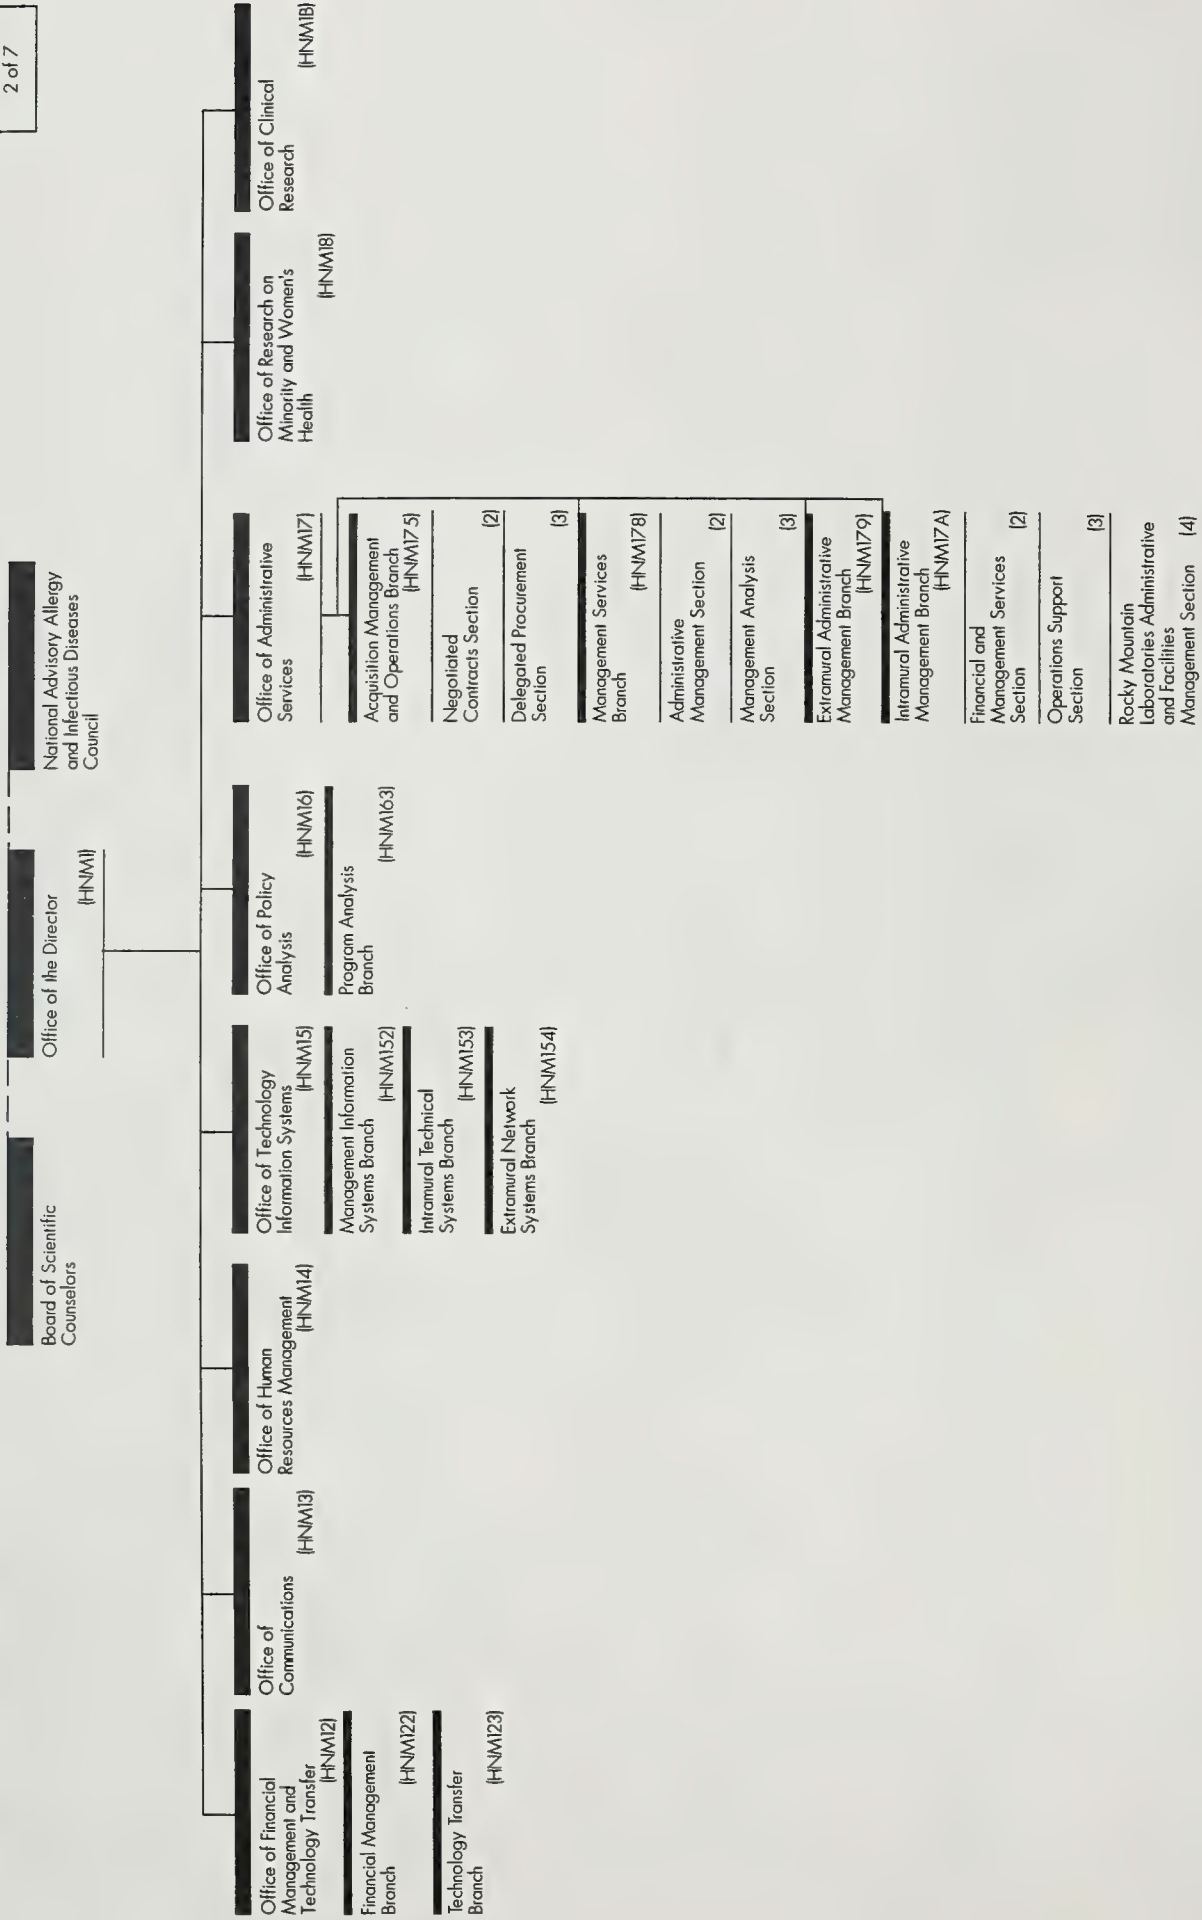 2 of 7
Board of Scientific
Counselors
Office of the Director
(HNM1)
National Advisory Allergy
and Infectious Diseases
Council
Office of Financial
Management and
Technology Transfer
(HNM12)
Financial Management
Branch
(HNM122)
Technology Transfer
Branch
(HNM123)
Office of
Communications
(HNM13)
Office of Human
Resources Management
(HNM14)
Office of Technology
Information Systems
(HNM15)
Management Information
Systems Branch
(HNM152)
Intramural Technical
Systems Branch
(HNM153)
Extramural Network
Systems Branch
(HNM154)
Office of Policy
Analysis
(HNM16)
Program Analysis
Branch
(HNM163)
Office of Administrative
Services
(HNM17)
Acquisition Management
and Operations Branch
(HNM175)
Negotiated
Contracts Section (2)
Delegated Procurement
Section (3)
Management Services
Branch
(HNM178)
Administrative
Management Section (2)
Management Analysis
Section (3)
Extramural Administrative
Management Branch
(HNM179)
Intramural Administrative
Management Branch
(HNM17A)
Financial and
Management Services
Section (2)
Operations Support
Section (3)
Rocky Mountain
Laboratories Administrative
and Facilities
Management Section (4)
Office of Research on
Minority and Women's
Health
(HNM18)
Office of Clinical
Research
(HNM1B)